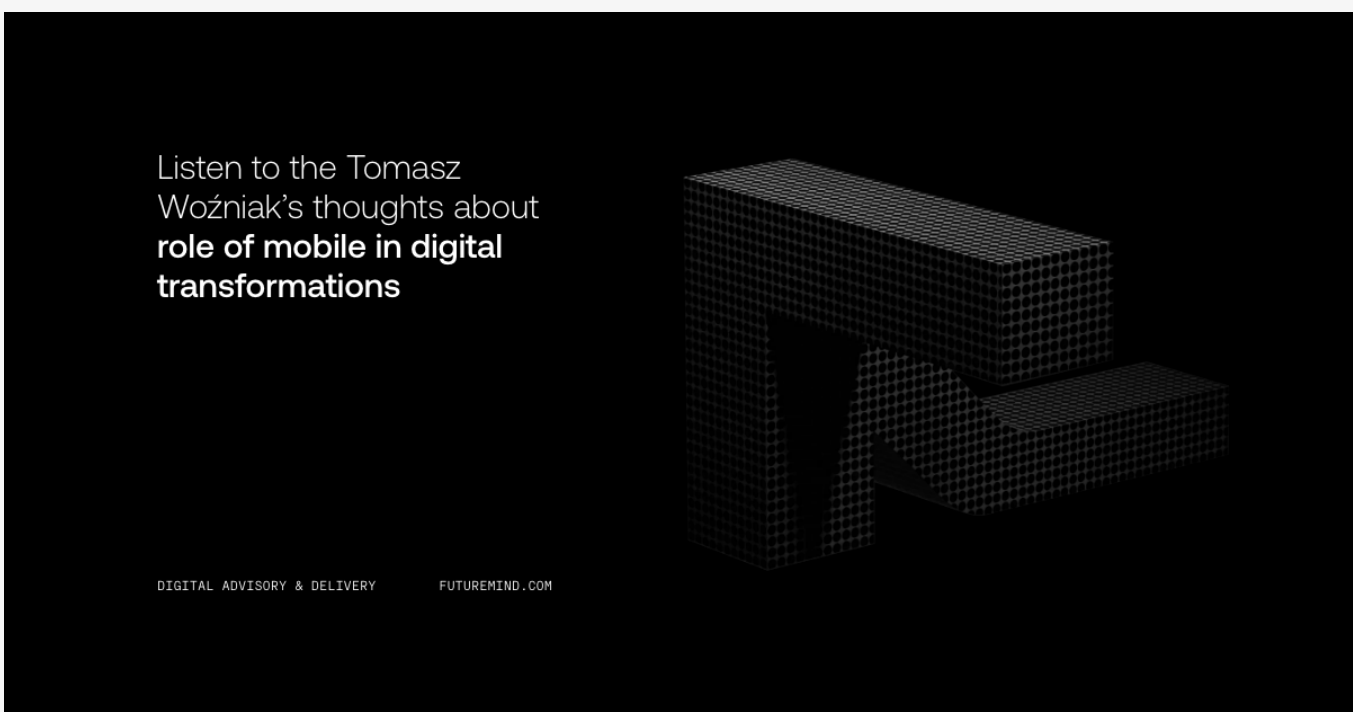 Listen to the Tomasz
Woźniak’s thoughts about
role of mobile in digital
transformations
DIGITAL ADVISORY & DELIVERY
FUTUREMIND.COM